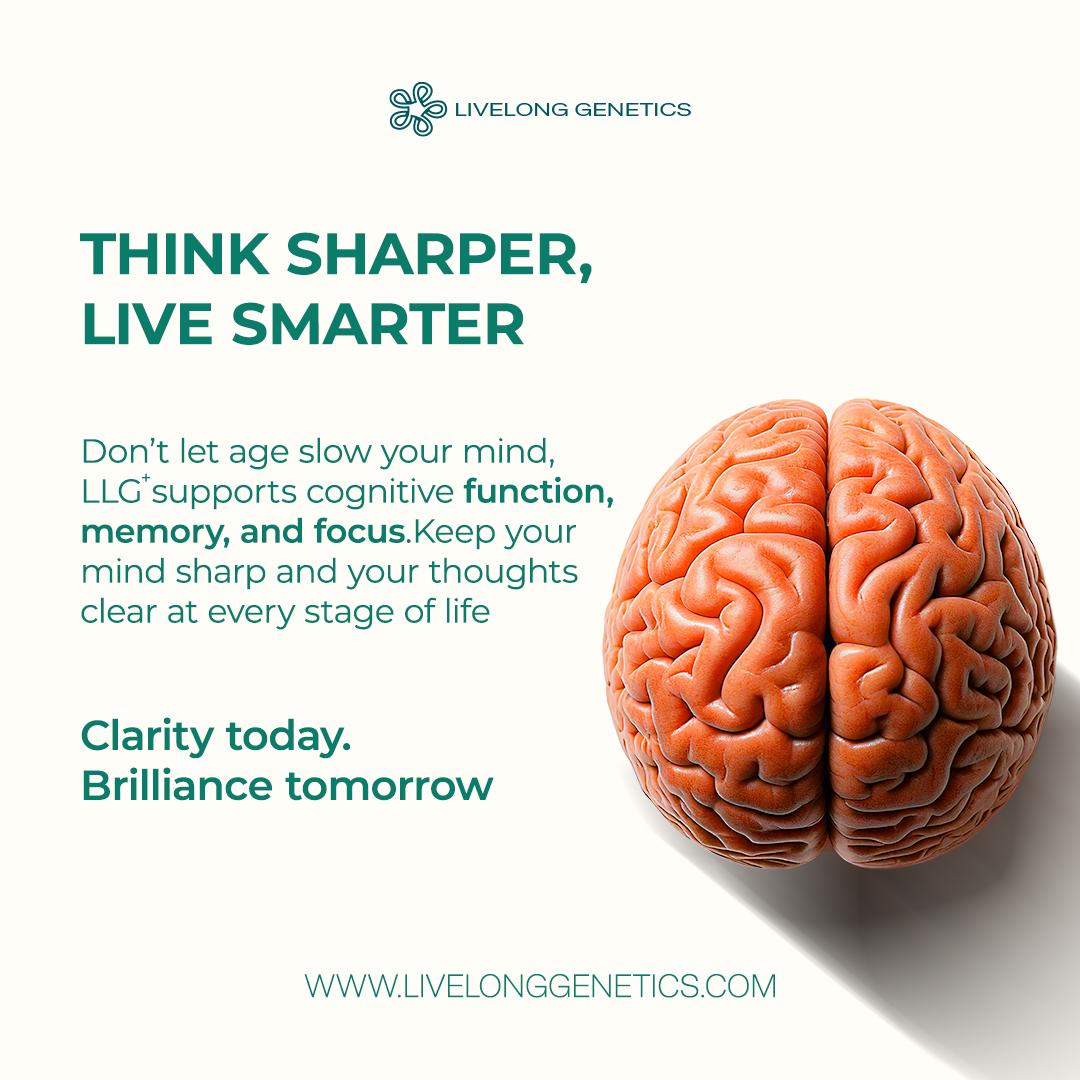 LIVELONG GENETICS
THINK SHARPER,
LIVE SMARTER
Don’t let age slow your mind,
LLG⁺supports cognitive function,
memory, and focus.Keep your
mind sharp and your thoughts
clear at every stage of life
Clarity today.
Brilliance tomorrow
WWW.LIVELONGGENETICS.COM